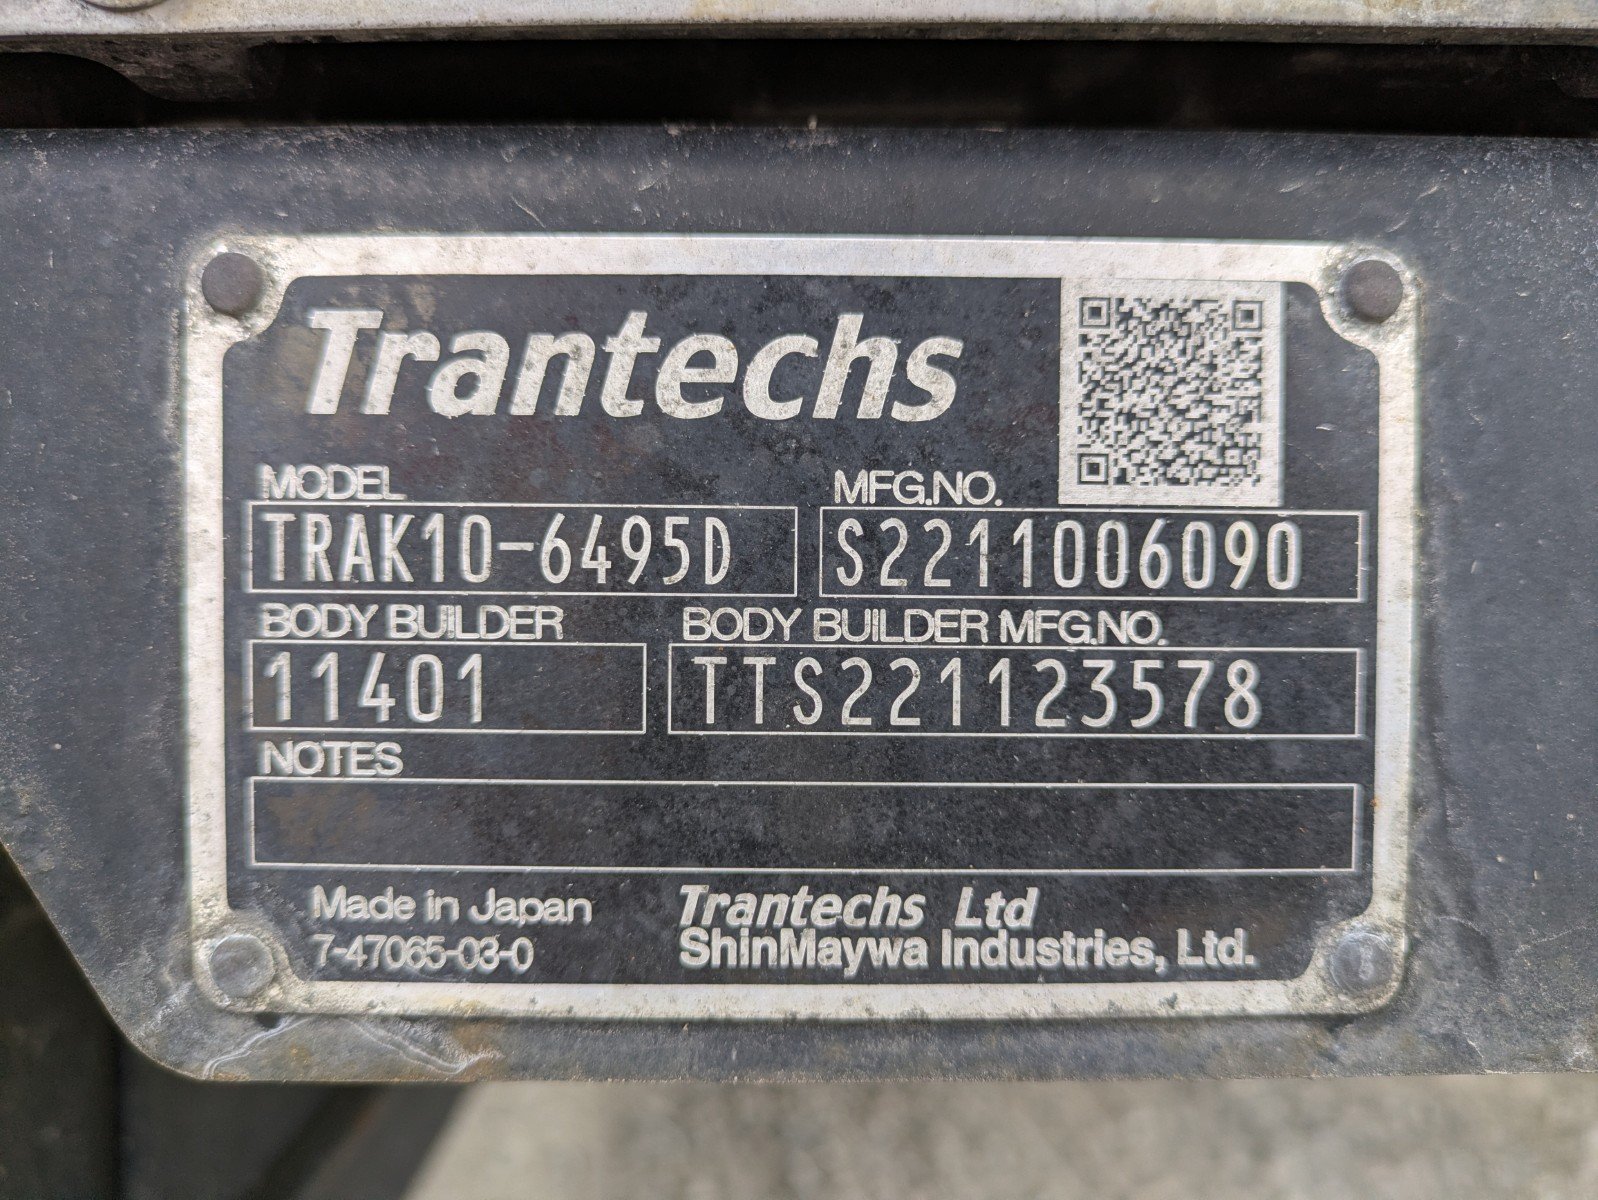 Trantechs
MODEL MFG.NO.
TRAK10-6495D S2211006090
BODY BUILDER BODY BUILDER MFG.NO.
11401 TTS221123578
NOTES
Made in Japan Trantechs Ltd
7-47065-03-0 ShinMaywa Industries, Ltd.